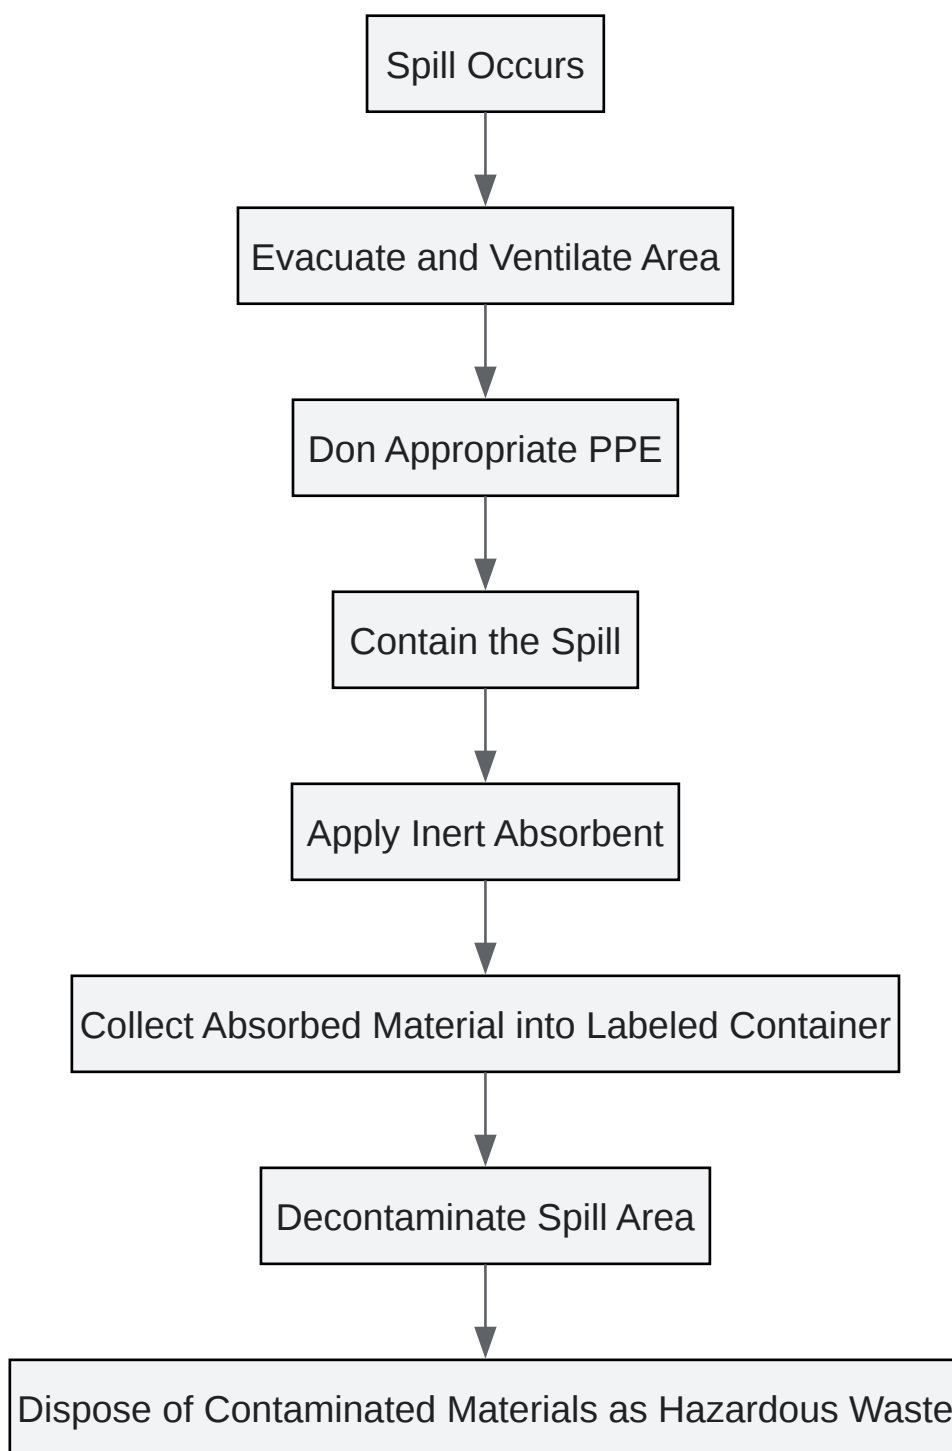 Spill Occurs
Evacuate and Ventilate Area
Don Appropriate PPE
Contain the Spill
Apply Inert Absorbent
Collect Absorbed Material into Labeled Container
Decontaminate Spill Area
Dispose of Contaminated Materials as Hazardous Waste